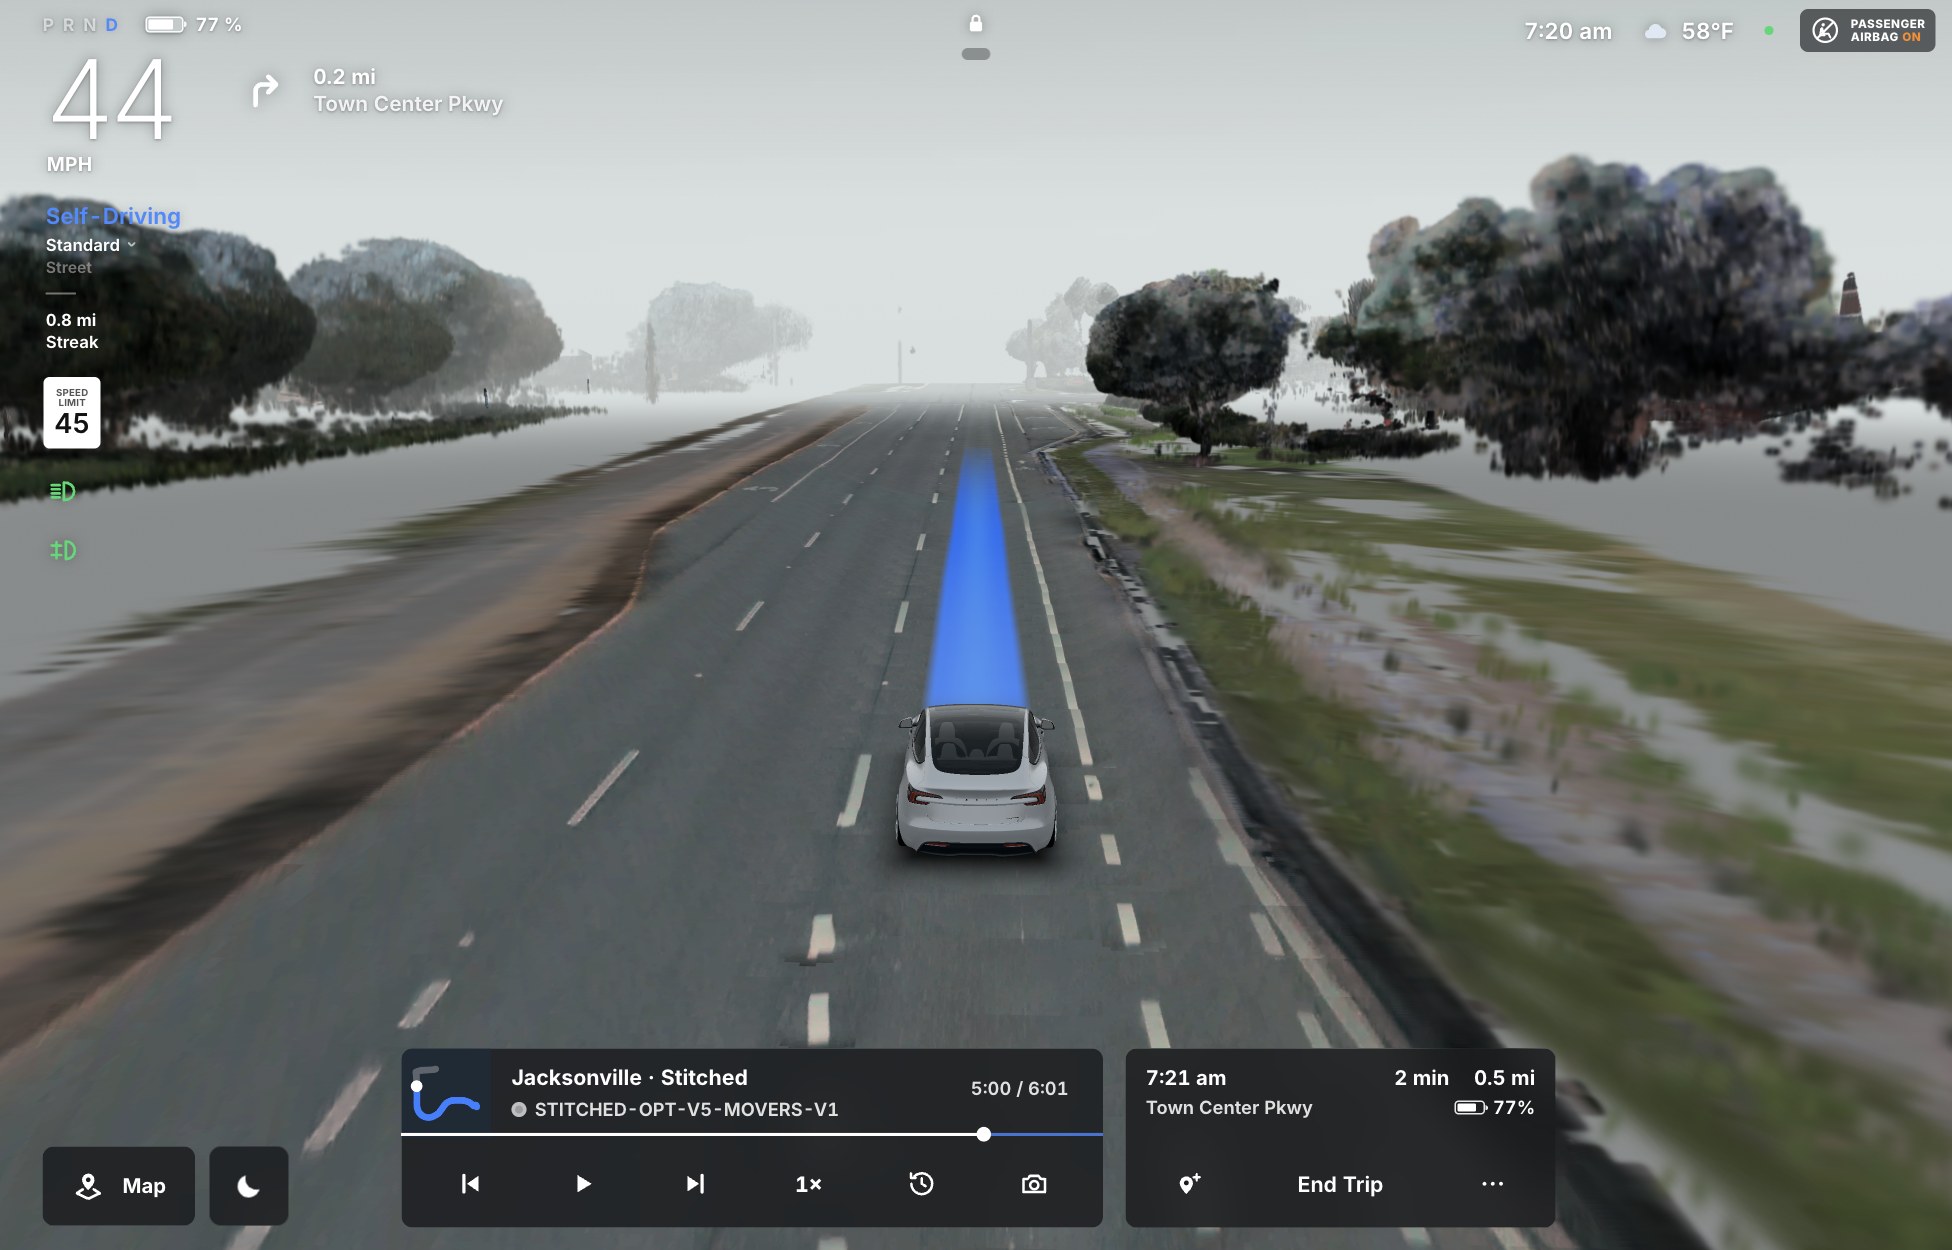 P R N D
77 %
7:20 am
58°F
PASSENGER
AIRBAG ON
44
MPH
0.2 mi
Town Center Pkwy
Self-Driving
Standard
Street
0.8 mi
Streak
SPEED
LIMIT
45
Jacksonville · Stitched
STITCHED-OPT-V5-MOVERS-V1
5:00 / 6:01
1×
7:21 am
2 min
0.5 mi
Town Center Pkwy
77%
End Trip
Map